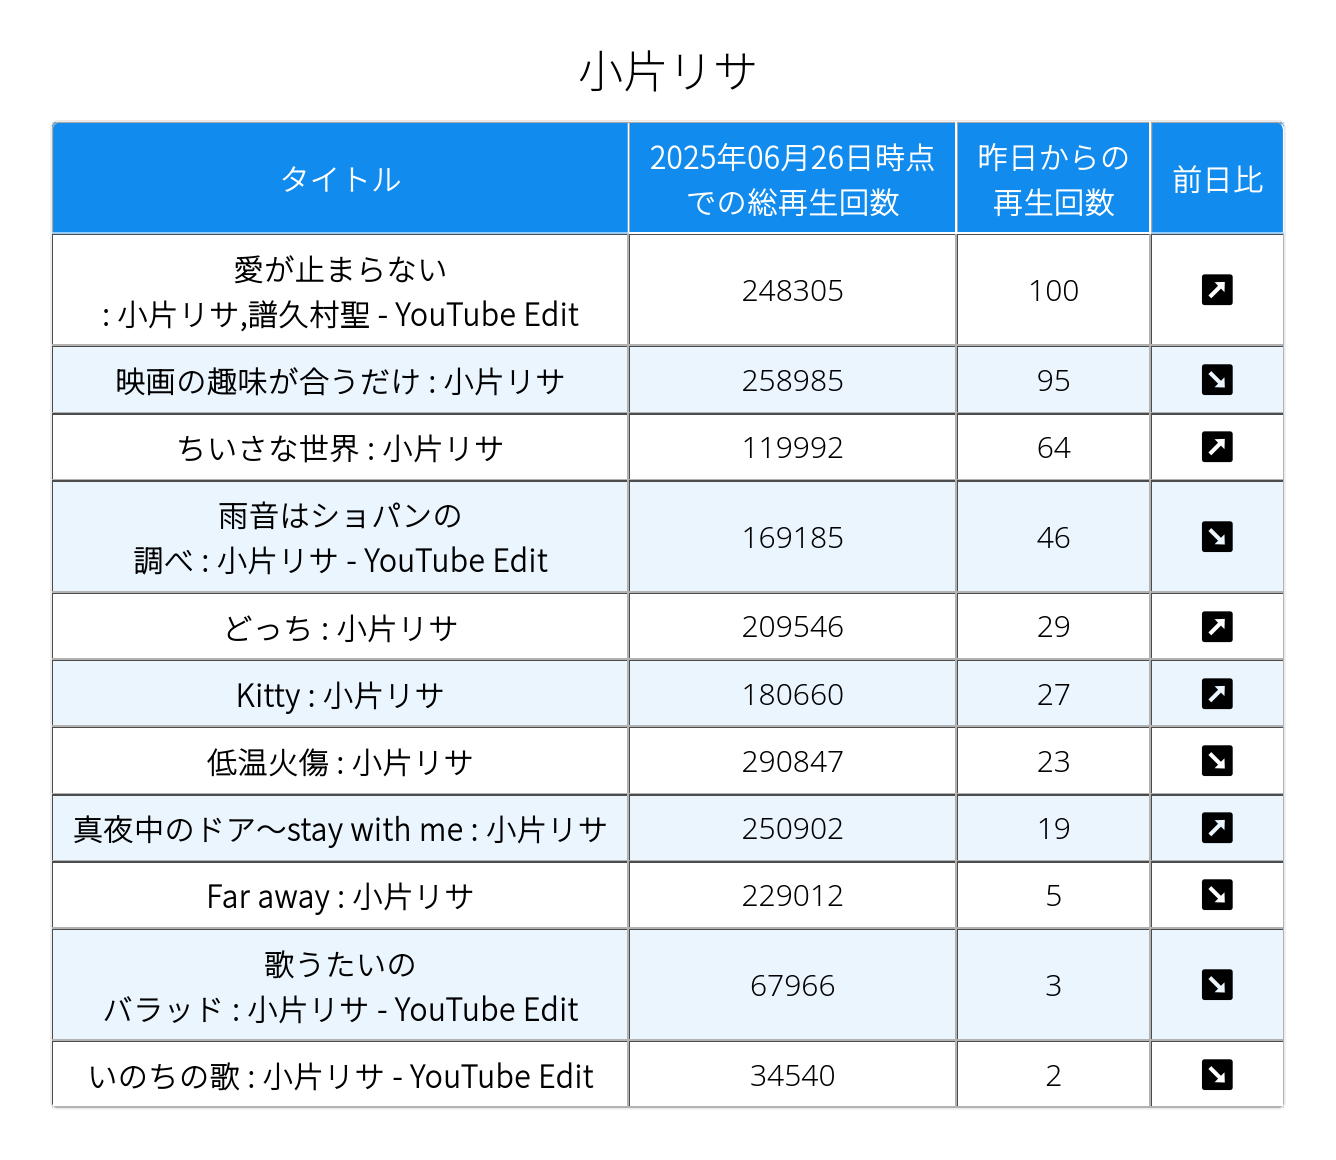 小片リサ
タイトル
2025年06月26日時点
での総再生回数
昨日からの
再生回数
前日比
愛が止まらない
: 小片リサ,譜久村聖 - YouTube Edit
248305
100
映画の趣味が合うだけ : 小片リサ
258985
95
ちいさな世界 : 小片リサ
119992
64
雨音はショパンの
調べ : 小片リサ - YouTube Edit
169185
46
どっち : 小片リサ
209546
29
Kitty : 小片リサ
180660
27
低温火傷 : 小片リサ
290847
23
真夜中のドア〜stay with me : 小片リサ
250902
19
Far away : 小片リサ
229012
5
歌うたいの
バラッド : 小片リサ - YouTube Edit
67966
3
いのちの歌 : 小片リサ - YouTube Edit
34540
2